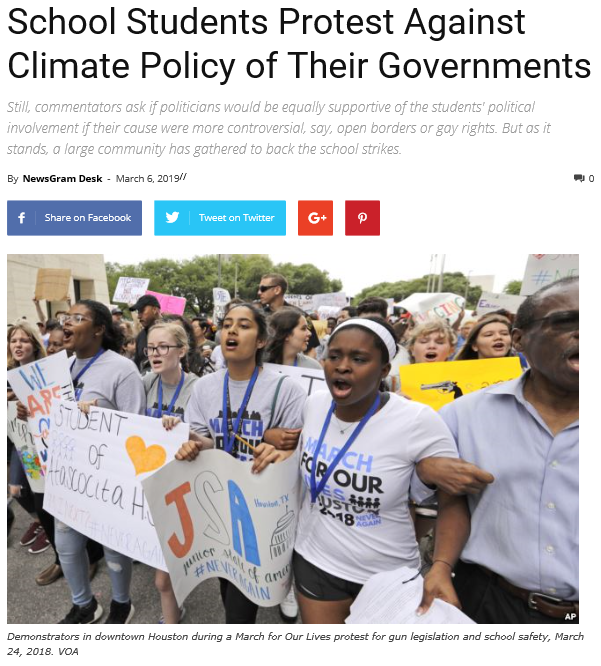 School Students Protest Against
Climate Policy of Their Governments
Still, commentators ask if politicians would be equally supportive of the students' political
involvement if their cause were more controversial, say, open borders or gay rights. But as it
stands, a large community has gathered to back the school strikes.
By NewsGram Desk - March 6, 2019// 0
Share on Facebook
Tweet on Twitter
G+
WE
ARE
STUDENT
of
Atascocita H
#NEVERAGAIN
JSA
Houston, TX
junior state of america
#NEVERAGAIN
MARCH
FOR OUR
LIVES
HOUSTON
2018 NEVER
AGAIN
AP
Demonstrators in downtown Houston during a March for Our Lives protest for gun legislation and school safety, March
24, 2018. VOA